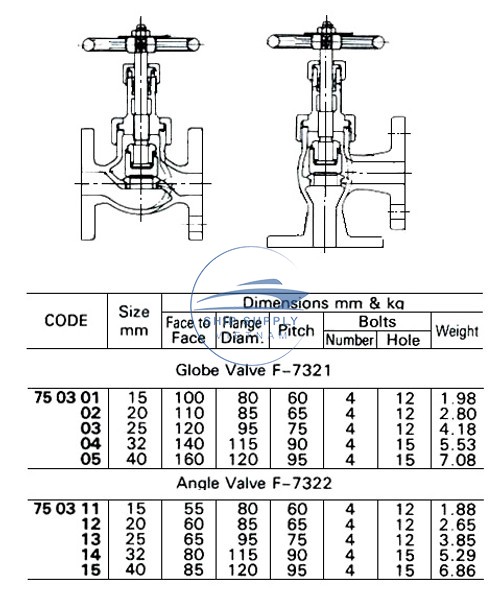 Dimensions mm & kg
CODE Size mm Face to Face Flange Diam. Pitch Bolts Number Hole Weight
SHIP SUPPLY
VIETNAM
Globe Valve F-7321
75 03 01 15 100 80 60 4 12 1.98
02 20 110 85 65 4 12 2.80
03 25 120 95 75 4 12 4.18
04 32 140 115 90 4 15 5.53
05 40 160 120 95 4 15 7.08
Angle Valve F-7322
75 03 11 15 55 80 60 4 12 1.88
12 20 60 85 65 4 12 2.65
13 25 65 95 75 4 12 3.85
14 32 80 115 90 4 15 5.29
15 40 85 120 95 4 15 6.86